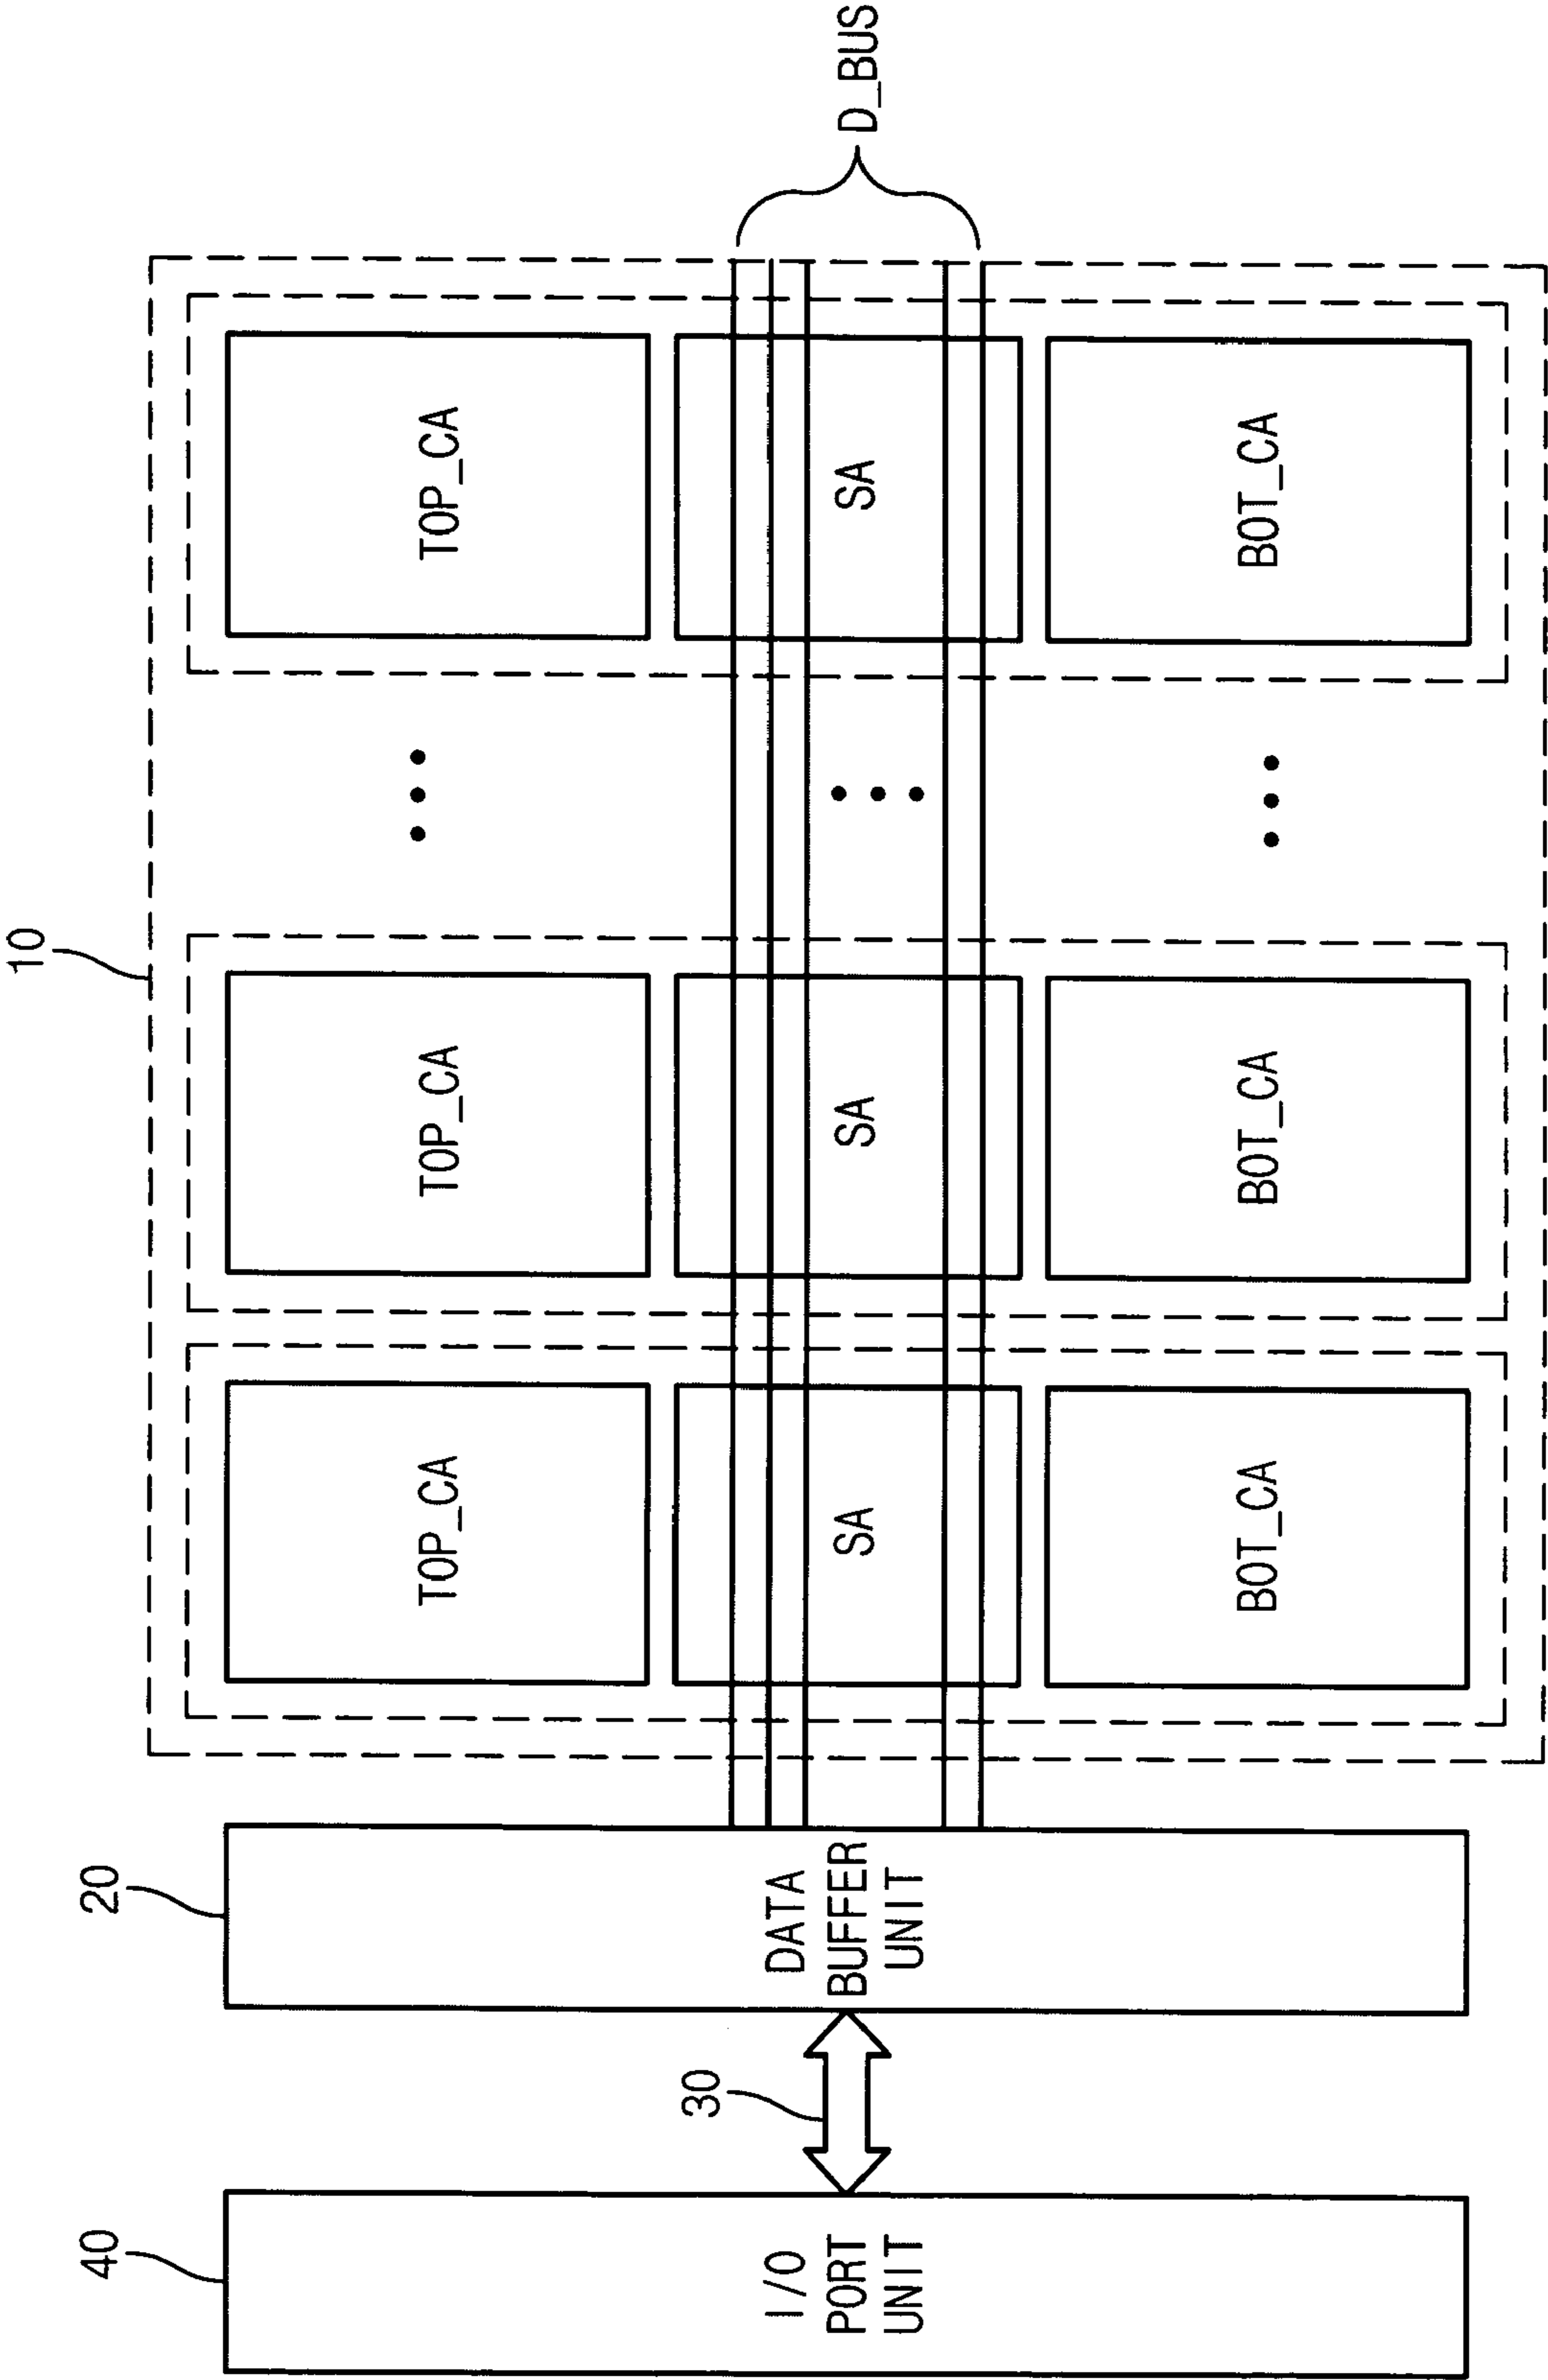 10
TOP_CA
TOP_CA
TOP_CA
SA
SA
SA
D_BUS
BOT_CA
BOT_CA
BOT_CA
20
DATA
BUFFER
UNIT
30
40
I/O
PORT
UNIT